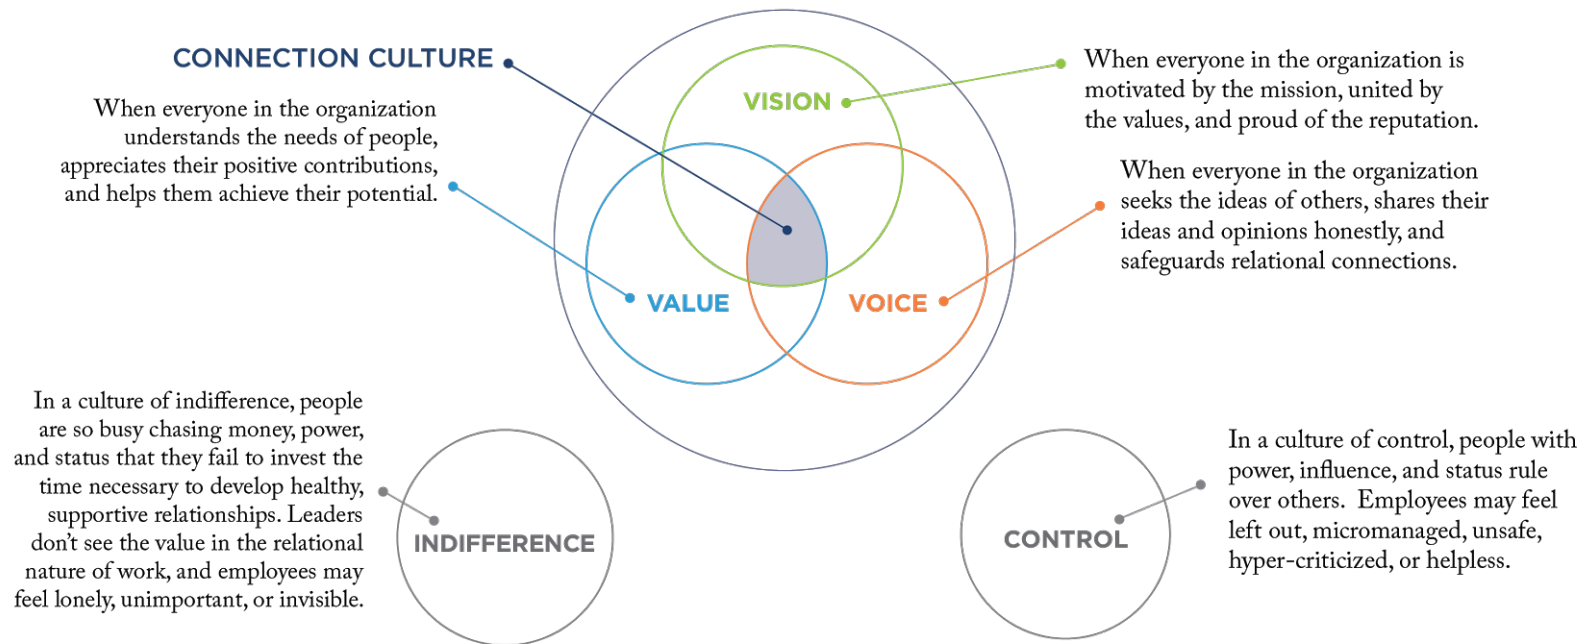 CONNECTION CULTURE
When everyone in the organization
understands the needs of people,
appreciates their positive contributions,
and helps them achieve their potential.
VISION
When everyone in the organization is
motivated by the mission, united by
the values, and proud of the reputation.
When everyone in the organization
seeks the ideas of others, shares their
ideas and opinions honestly, and
safeguards relational connections.
VALUE
VOICE
In a culture of indifference, people
are so busy chasing money, power,
and status that they fail to invest the
time necessary to develop healthy,
supportive relationships. Leaders
don’t see the value in the relational
nature of work, and employees may
feel lonely, unimportant, or invisible.
INDIFFERENCE
CONTROL
In a culture of control, people with
power, influence, and status rule
over others.  Employees may feel
left out, micromanaged, unsafe,
hyper-criticized, or helpless.